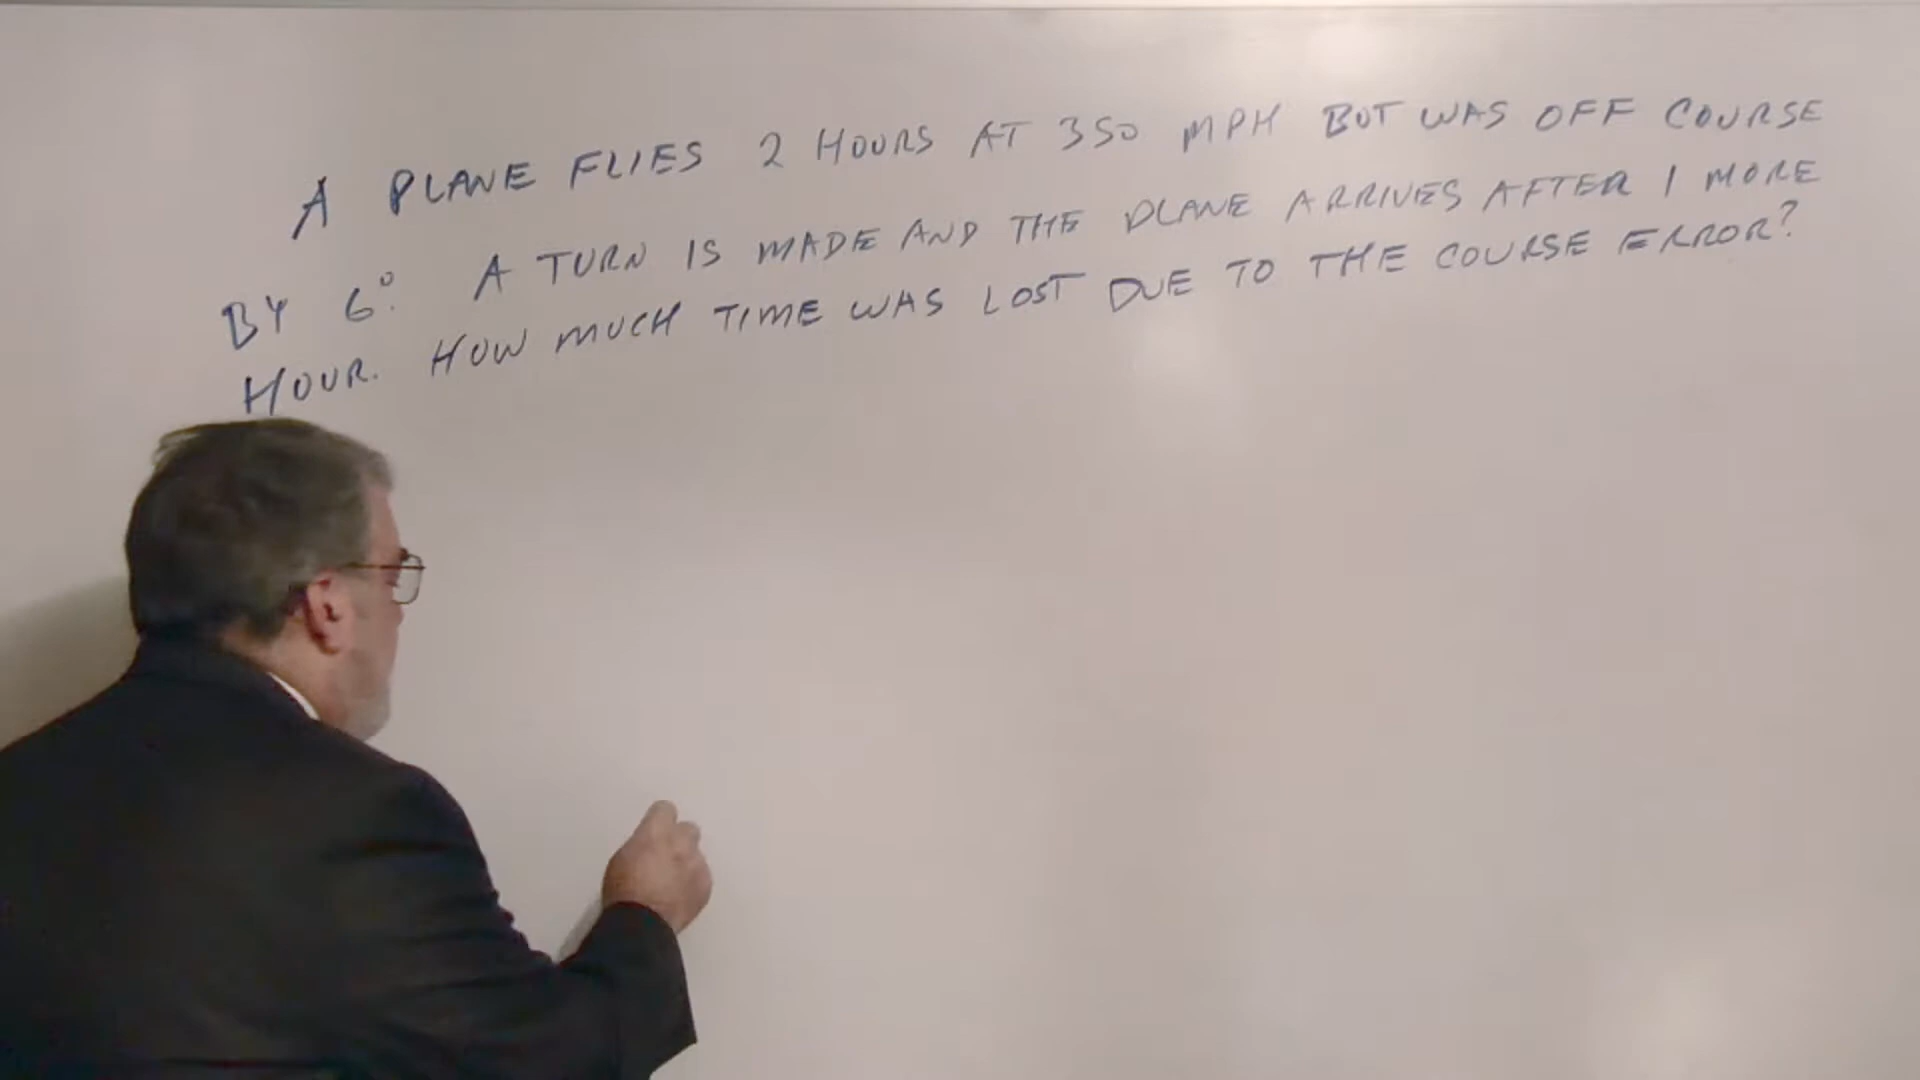 A PLANE FLIES 2 HOURS AT 350 MPH BUT WAS OFF COURSE
BY 6°. A TURN IS MADE AND THE PLANE ARRIVES AFTER 1 MORE
HOUR. HOW MUCH TIME WAS LOST DUE TO THE COURSE ERROR?